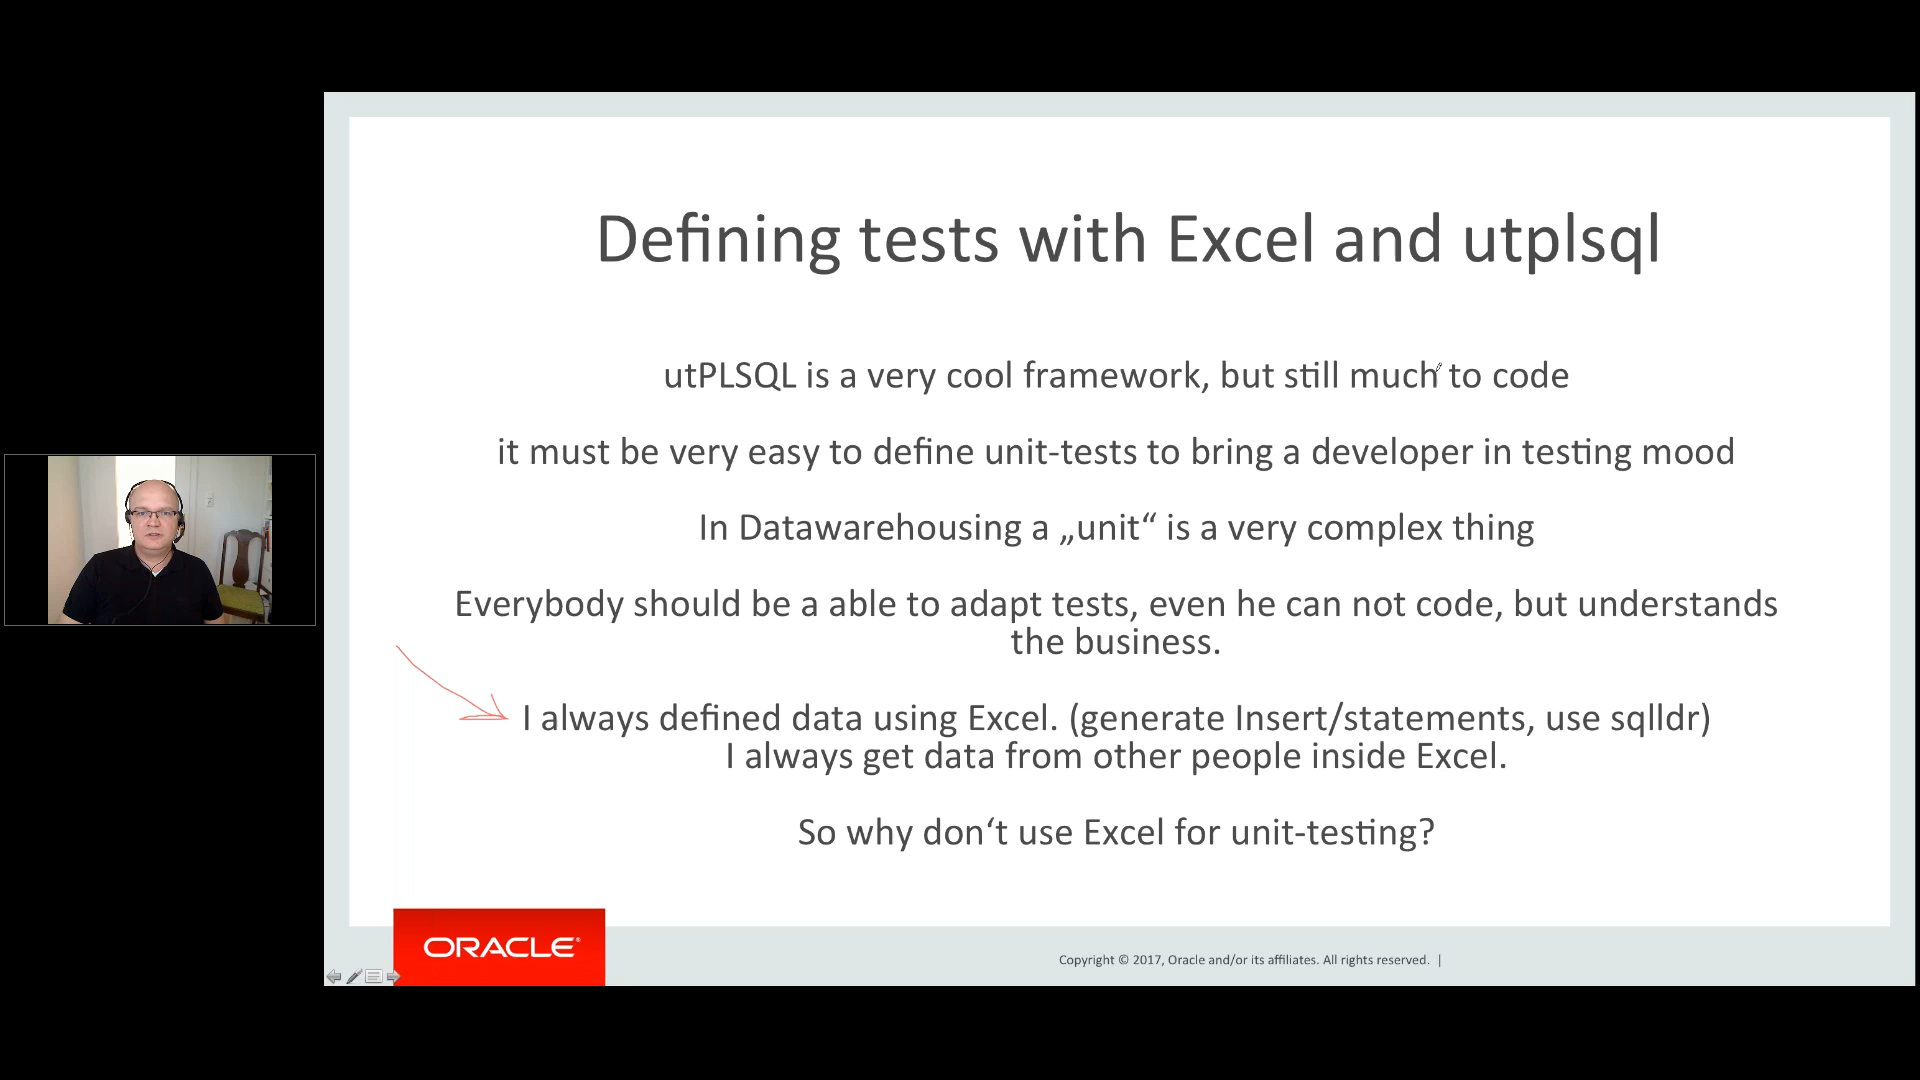 Defining tests with Excel and utplsql
utPLSQL is a very cool framework, but still much to code
it must be very easy to define unit-tests to bring a developer in testing mood
In Datawarehousing a „unit“ is a very complex thing
Everybody should be a able to adapt tests, even he can not code, but understands
the business.
I always defined data using Excel. (generate Insert/statements, use sqlldr)
I always get data from other people inside Excel.
So why don‘t use Excel for unit-testing?
ORACLE®
Copyright © 2017, Oracle and/or its affiliates. All rights reserved. |